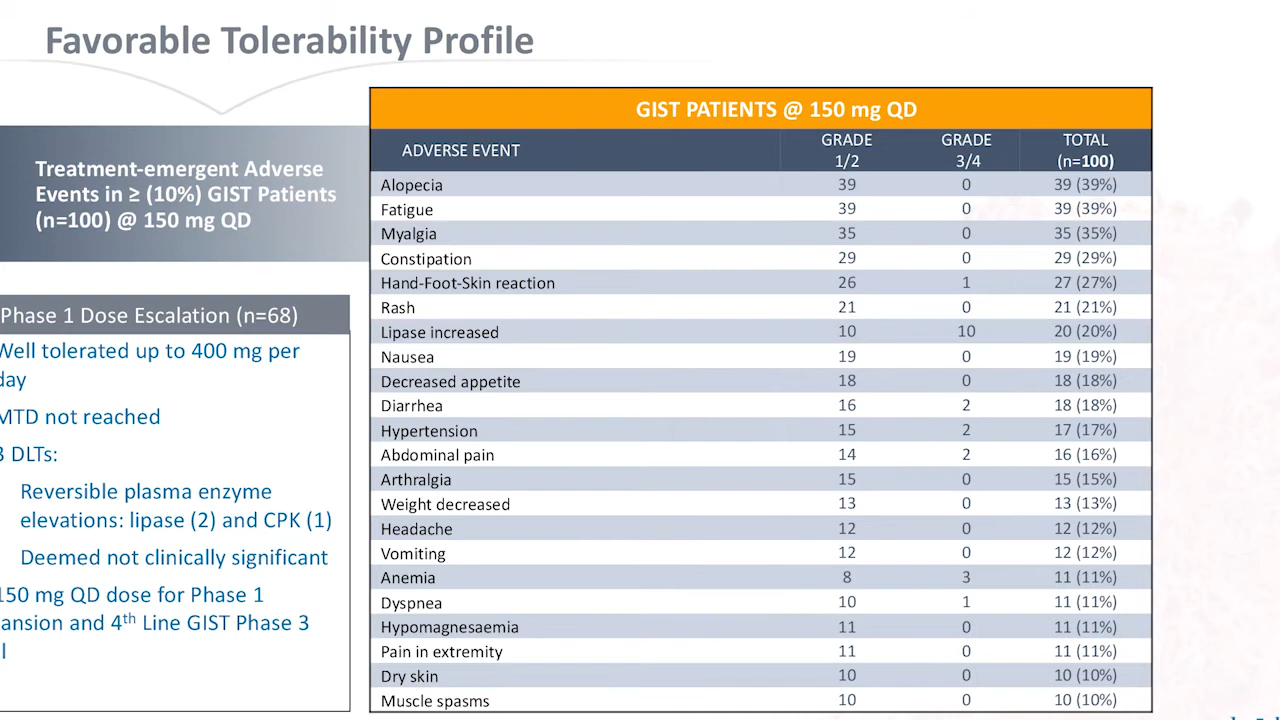 Favorable Tolerability Profile
Treatment-emergent Adverse
Events in ≥ (10%) GIST Patients
(n=100) @ 150 mg QD
Phase 1 Dose Escalation (n=68)
Well tolerated up to 400 mg per
day
MTD not reached
3 DLTs:
Reversible plasma enzyme
elevations: lipase (2) and CPK (1)
Deemed not clinically significant
150 mg QD dose for Phase 1
ansion and 4th Line GIST Phase 3
l
GIST PATIENTS @ 150 mg QD
ADVERSE EVENT GRADE 1/2 GRADE 3/4 TOTAL (n=100)
Alopecia 39 0 39 (39%)
Fatigue 39 0 39 (39%)
Myalgia 35 0 35 (35%)
Constipation 29 0 29 (29%)
Hand-Foot-Skin reaction 26 1 27 (27%)
Rash 21 0 21 (21%)
Lipase increased 10 10 20 (20%)
Nausea 19 0 19 (19%)
Decreased appetite 18 0 18 (18%)
Diarrhea 16 2 18 (18%)
Hypertension 15 2 17 (17%)
Abdominal pain 14 2 16 (16%)
Arthralgia 15 0 15 (15%)
Weight decreased 13 0 13 (13%)
Headache 12 0 12 (12%)
Vomiting 12 0 12 (12%)
Anemia 8 3 11 (11%)
Dyspnea 10 1 11 (11%)
Hypomagnesaemia 11 0 11 (11%)
Pain in extremity 11 0 11 (11%)
Dry skin 10 0 10 (10%)
Muscle spasms 10 0 10 (10%)